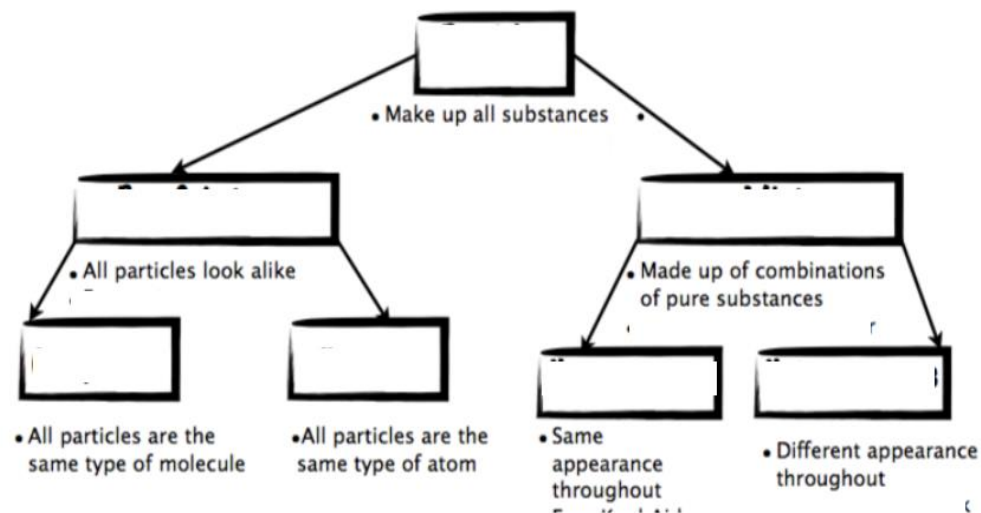 • Make up all substances •
• All particles look alike
• Made up of combinations
of pure substances
• All particles are the
same type of molecule
•All particles are the
same type of atom
• Same
appearance
throughout
• Different appearance
throughout